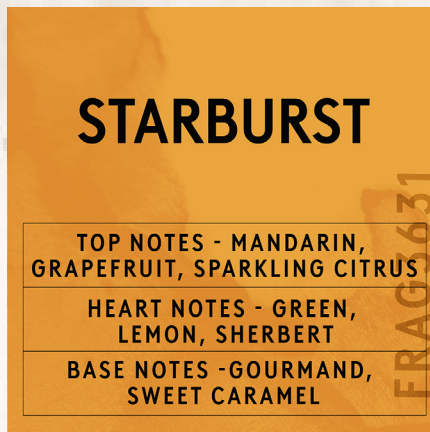 STARBURST
TOP NOTES - MANDARIN,
GRAPEFRUIT, SPARKLING CITRUS
HEART NOTES - GREEN,
LEMON, SHERBERT
BASE NOTES -GOURMAND,
SWEET CARAMEL
FRAG3631